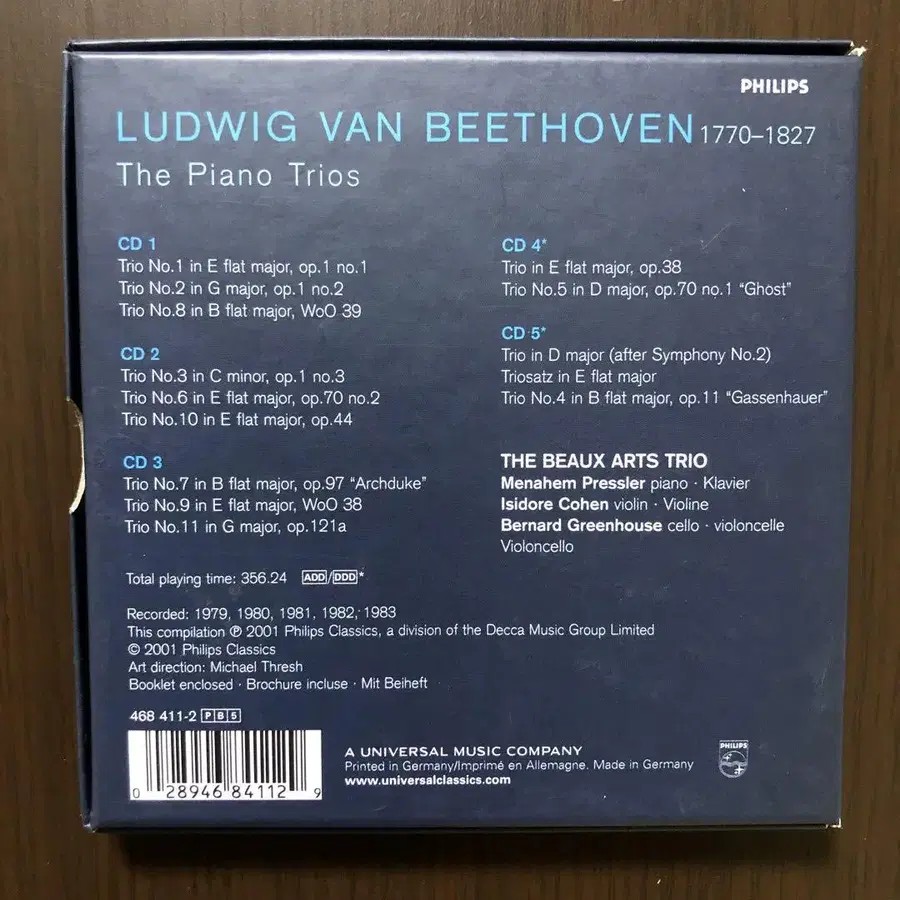 PHILIPS
LUDWIG VAN BEETHOVEN 1770–1827
The Piano Trios
CD 1
Trio No.1 in E flat major, op.1 no.1
Trio No.2 in G major, op.1 no.2
Trio No.8 in B flat major, WoO 39
CD 2
Trio No.3 in C minor, op.1 no.3
Trio No.6 in E flat major, op.70 no.2
Trio No.10 in E flat major, op.44
CD 3
Trio No.7 in B flat major, op.97 “Archduke”
Trio No.9 in E flat major, WoO 38
Trio No.11 in G major, op.121a
CD 4*
Trio in E flat major, op.38
Trio No.5 in D major, op.70 no.1 “Ghost”
CD 5*
Trio in D major (after Symphony No.2)
Triosatz in E flat major
Trio No.4 in B flat major, op.11 “Gassenhauer”
THE BEAUX ARTS TRIO
Menahem Pressler piano · Klavier
Isidore Cohen violin · Violine
Bernard Greenhouse cello · violoncelle
Violoncello
Total playing time: 356.24 ADD/DDD*
Recorded: 1979, 1980, 1981, 1982, 1983
This compilation ℗ 2001 Philips Classics, a division of the Decca Music Group Limited
© 2001 Philips Classics
Art direction: Michael Thresh
Booklet enclosed · Brochure incluse · Mit Beiheft
468 411-2 PB5
0 28946 84112 9
A UNIVERSAL MUSIC COMPANY
Printed in Germany/Imprimé en Allemagne. Made in Germany
www.universalclassics.com
PHILIPS